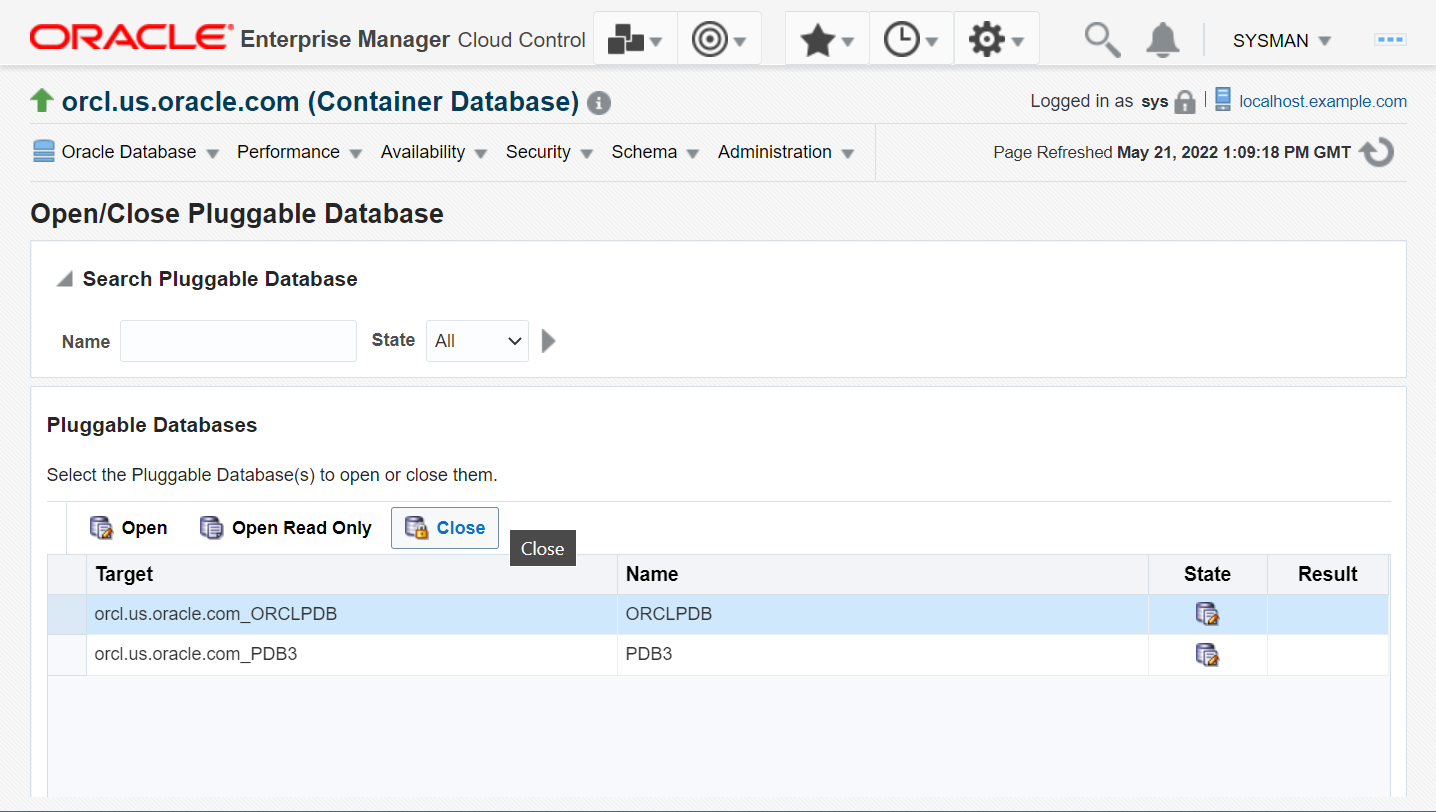 ORACLE® Enterprise Manager Cloud Control SYSMAN
orcl.us.oracle.com (Container Database) Logged in as sys localhost.example.com
Oracle Database Performance Availability Security Schema Administration Page Refreshed May 21, 2022 1:09:18 PM GMT
Open/Close Pluggable Database
Search Pluggable Database
Name State All
Pluggable Databases
Select the Pluggable Database(s) to open or close them.
Open Open Read Only Close
Close
Target Name State Result
orcl.us.oracle.com_ORCLPDB ORCLPDB
orcl.us.oracle.com_PDB3 PDB3